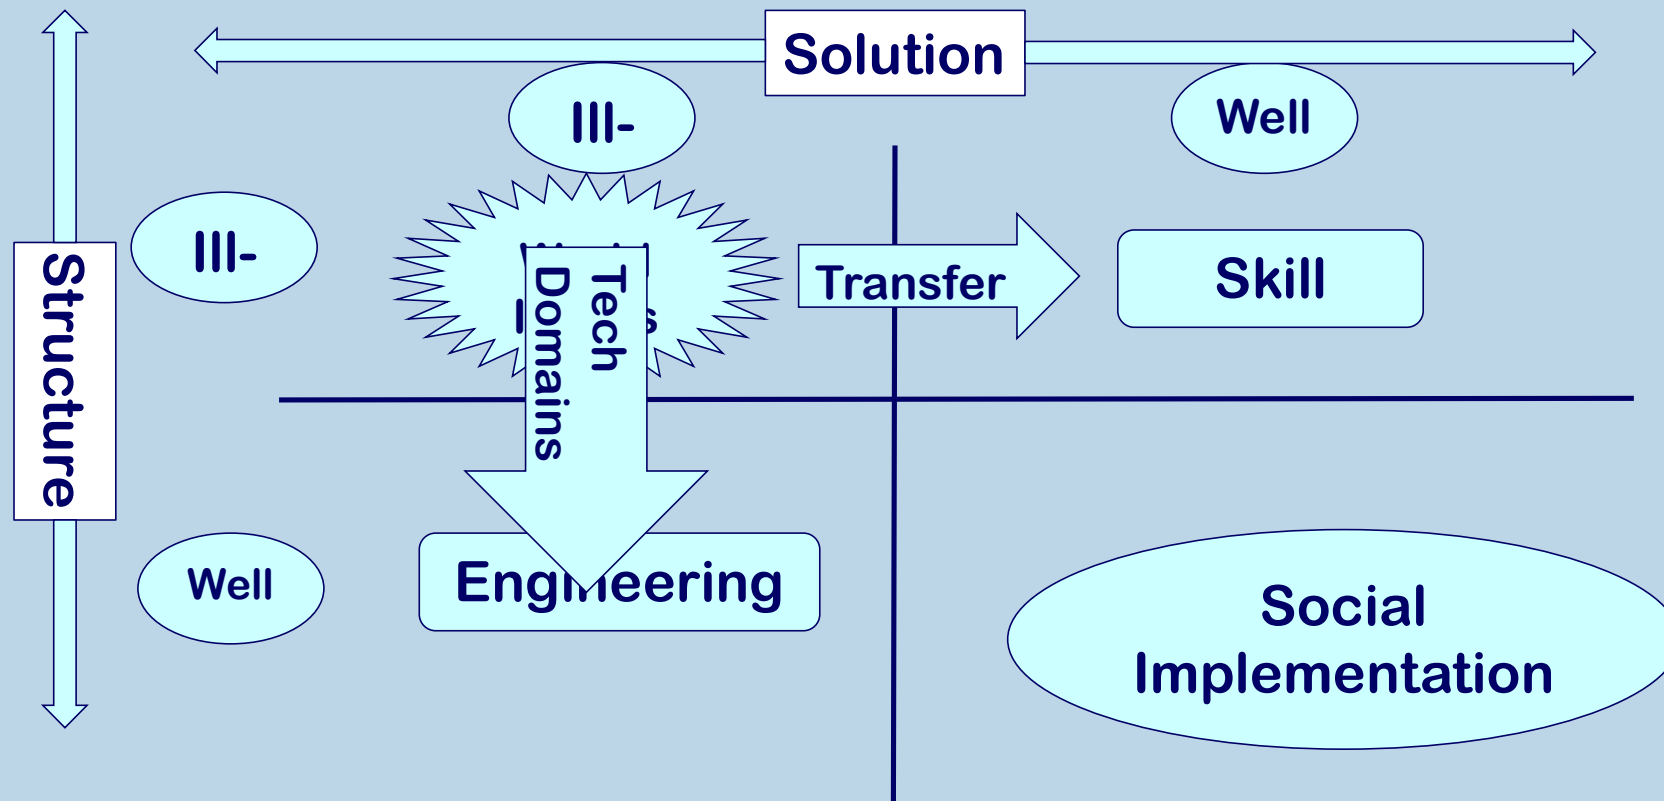 Solution
Ill-
Well
Ill-
Structure
Tech
Domains
Transfer
Skill
Well
Engineering
Social
Implementation